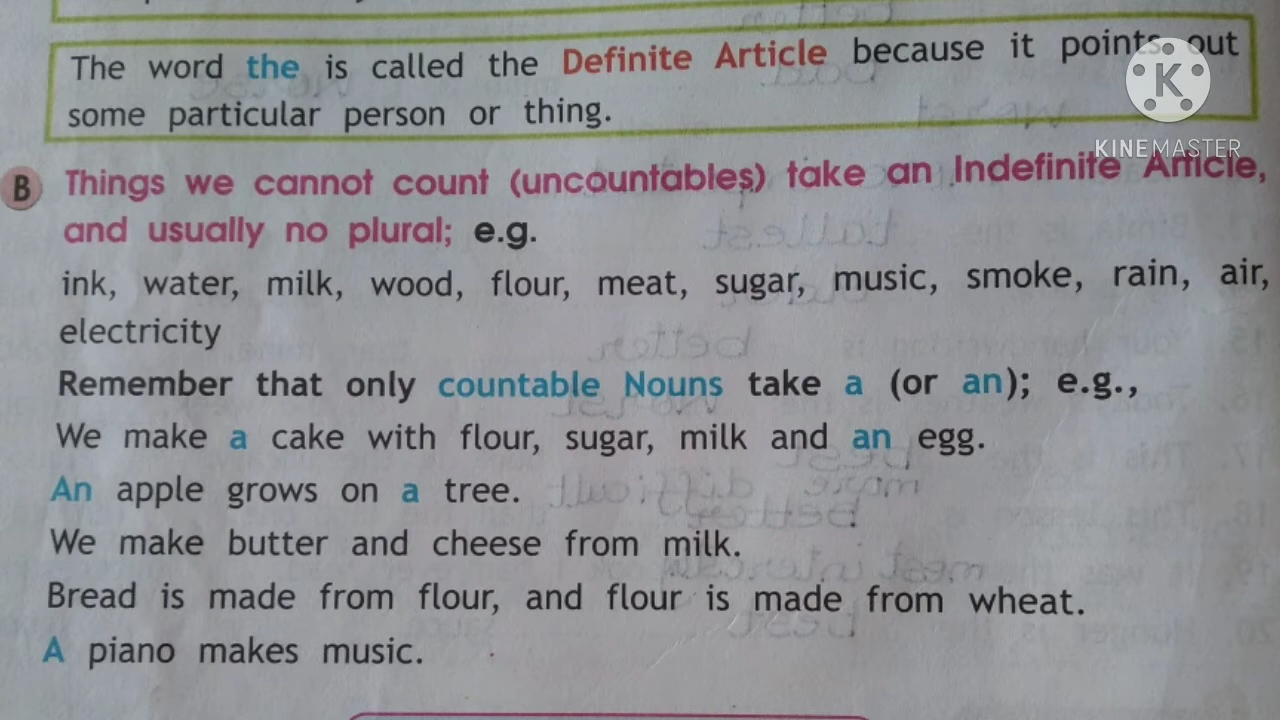 The word the is called the Definite Article because it points out
some particular person or thing.
K
KINEMASTER
B Things we cannot count (uncountables) take an Indefinite Article,
and usually no plural; e.g.
ink, water, milk, wood, flour, meat, sugar, music, smoke, rain, air,
electricity
Remember that only countable Nouns take a (or an); e.g.,
We make a cake with flour, sugar, milk and an egg.
An apple grows on a tree.
We make butter and cheese from milk.
Bread is made from flour, and flour is made from wheat.
A piano makes music.